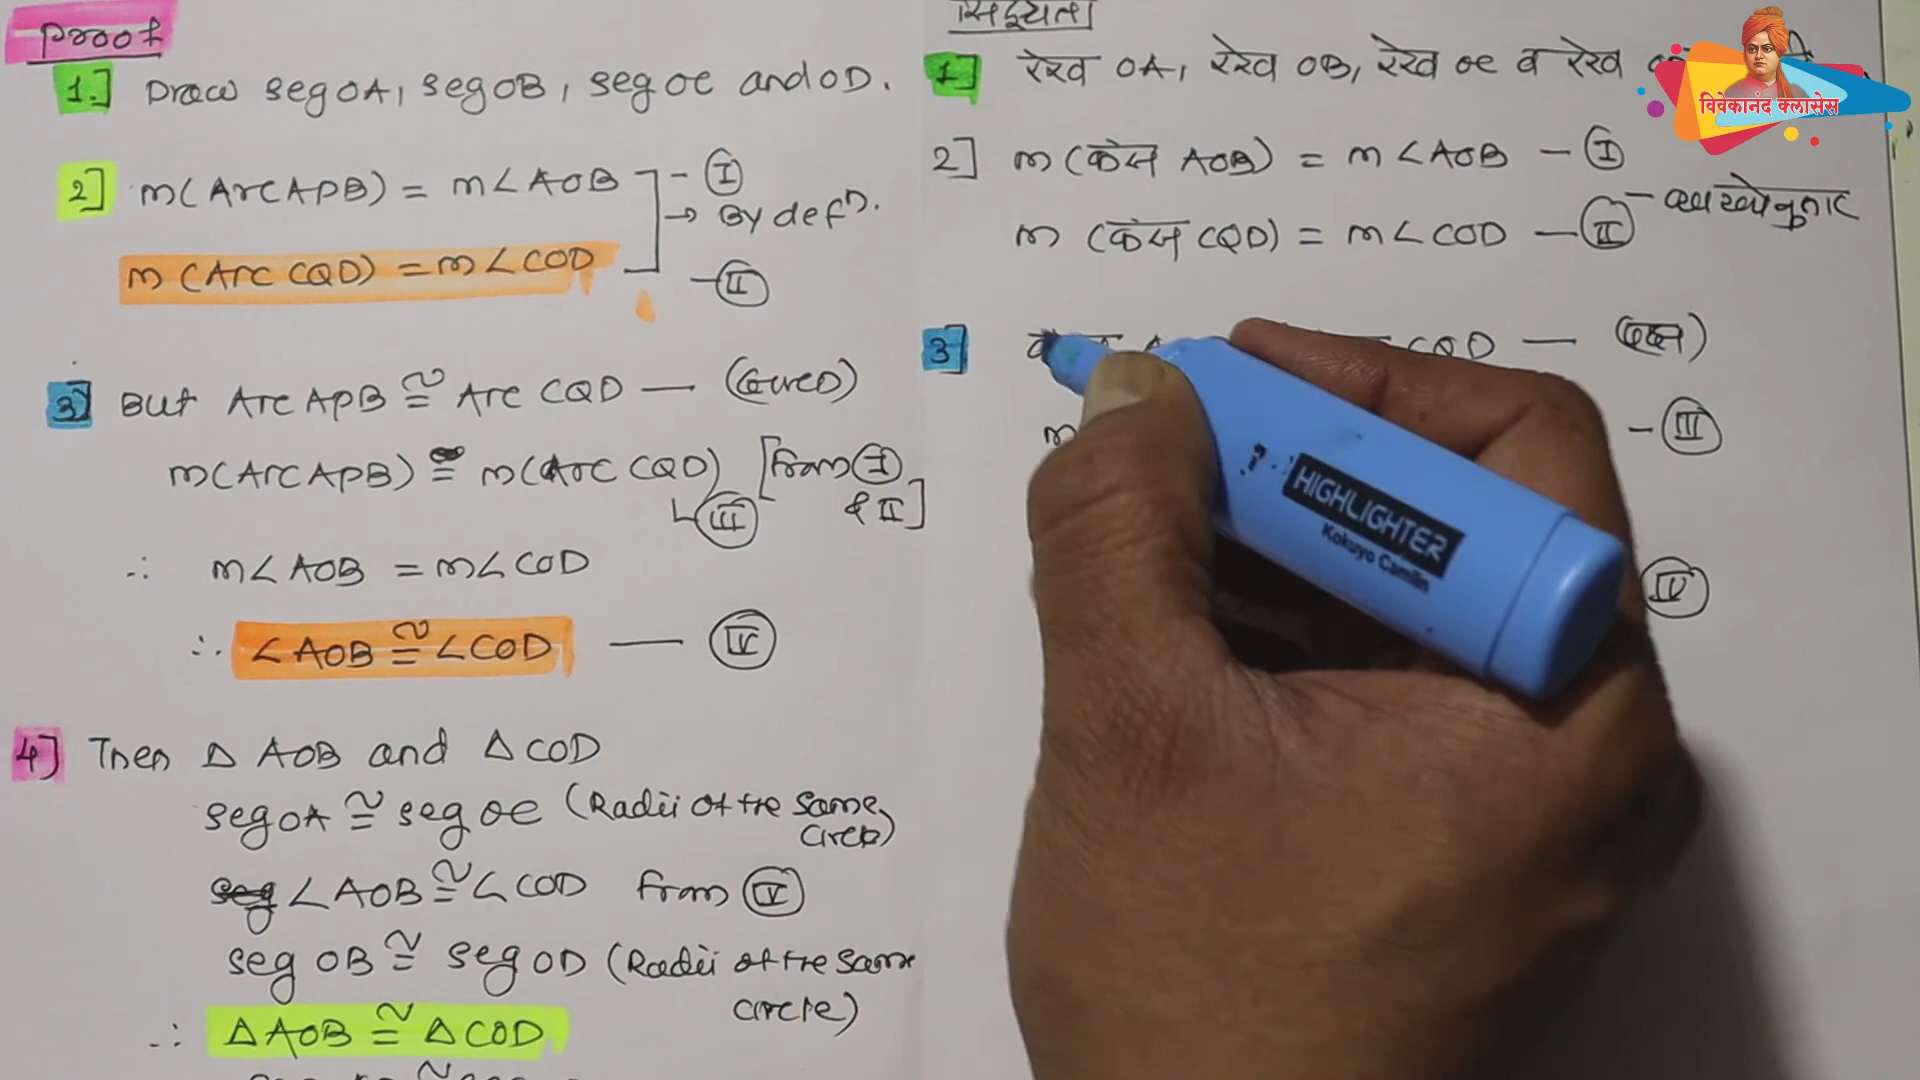 Proof
1.] Draw seg OA, seg OB, seg OC and OD.
2] m(Arc APB) = m∠AOB - Ⓘ
→ By defn.
m (Arc CQD) = m∠COD - Ⓘ Ⓘ
3] But Arc APB ≅ Arc CQD — (Given)
m(Arc APB) = m(Arc CQD) [from Ⓘ
& II]
III
∴ m∠AOB = m∠COD
∴ ∠AOB ≅ ∠COD — IV
4] Then △ AOB and △ COD
seg OA ≅ seg OC (Radii of the same
circle)
∠AOB ≅ ∠COD from IV
seg OB ≅ seg OD (Radii of the same
circle)
∴ △AOB ≅ △COD
सिद्धता
1] रेख OA, रेख OB, रेख OC व रेख
2] m (कंस AOB) = m∠AOB — I
m (कंस CQD) = m∠COD — II - व्याख्येनुसार
3] CQD — (पक्ष)
m - III
IV
विवेकानंद क्लासेस
HIGHLIGHTER
Kokuyo Camlin